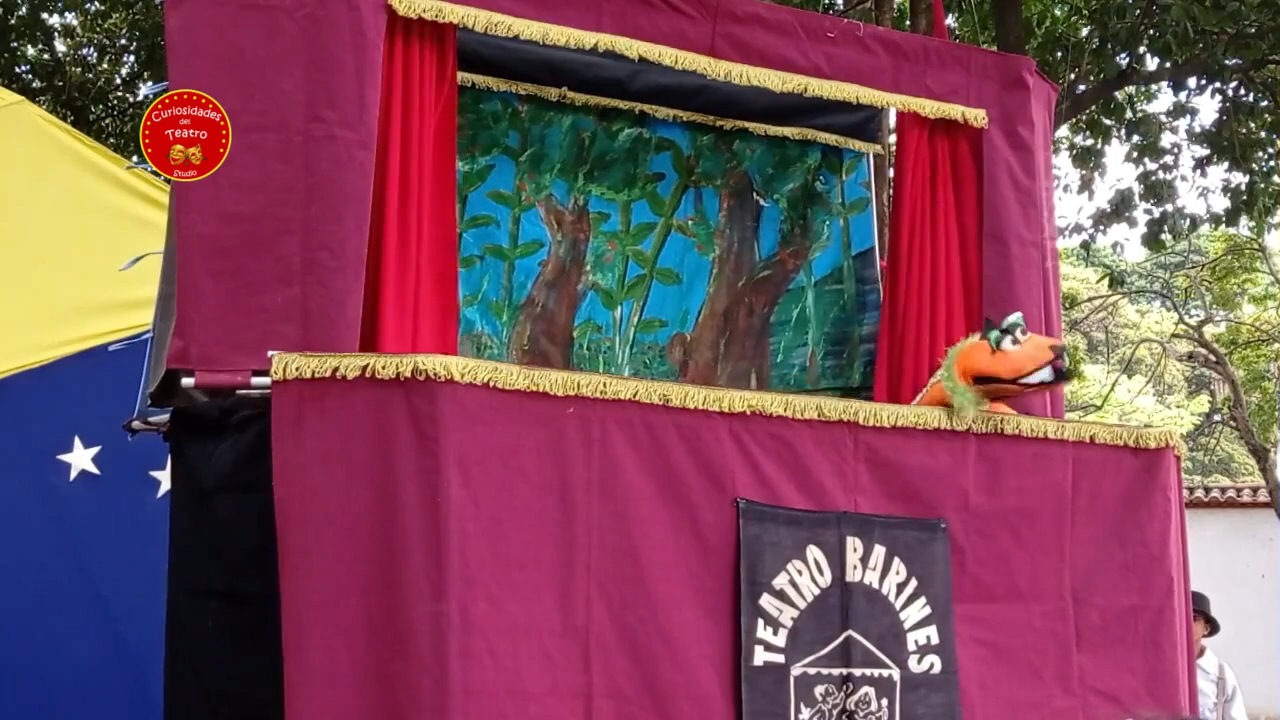 Curiosidades
del
Teatro
Studio
TEATRO BARINES